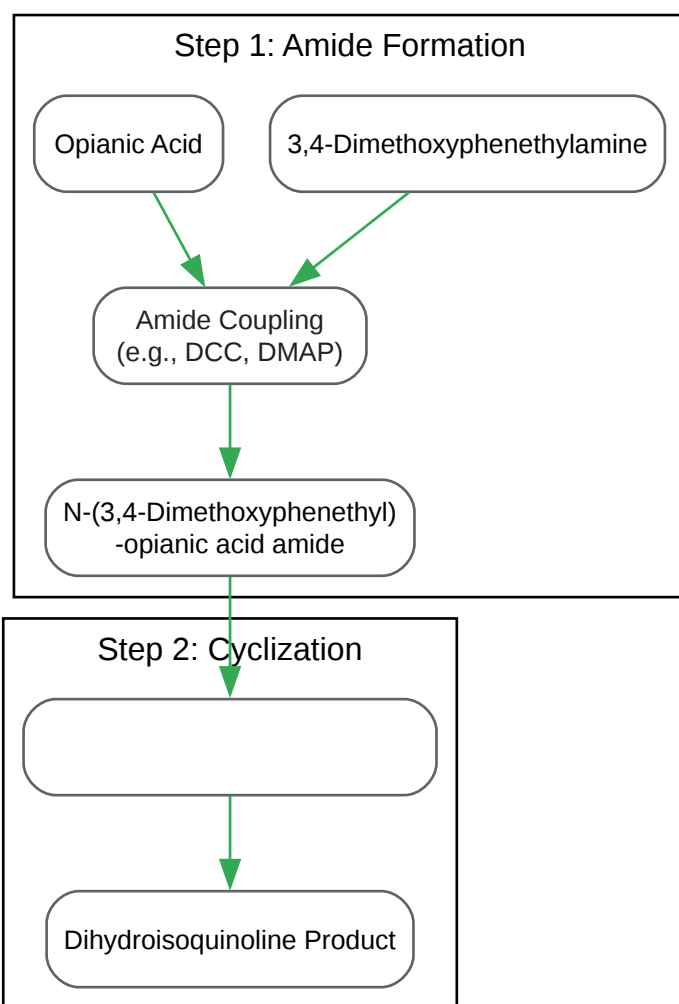 Step 1: Amide Formation
Opianic Acid
3,4-Dimethoxyphenethylamine
Amide Coupling
(e.g., DCC, DMAP)
N-(3,4-Dimethoxyphenethyl)
-opianic acid amide
Step 2: Cyclization
Dihydroisoquinoline Product